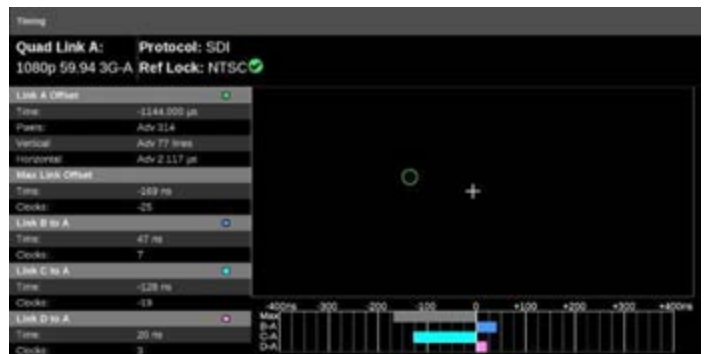 Timing
Quad Link A: Protocol: SDI
1080p 59.94 3G-A Ref Lock: NTSC
Link A Offset
Time: -1144.000 µs
Pixels: Adv 314
Vertical Adv 77 lines
Horizontal Adv 2.117 µs
Max Link Offset
Time: -169 ns
Clocks: -25
Link B to A
Time: 47 ns
Clocks: 7
Link C to A
Time: -128 ns
Clocks: -19
Link D to A
Time: 20 ns
Clocks: 3
-400ns -300 -200 -100 0 +100 +200 +300 +400ns
Max
B-A
C-A
D-A